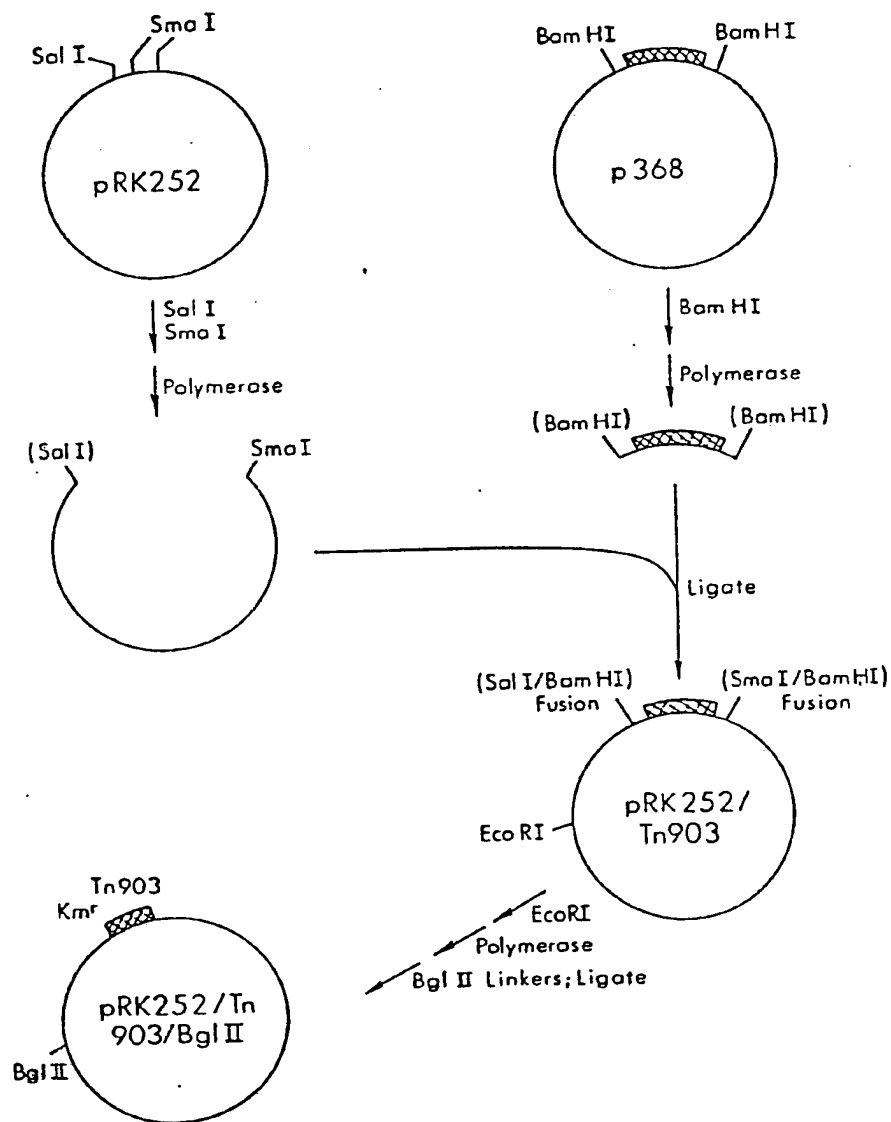 Sma I
Sal I
pRK252
Bam HI
Bam HI
p368
Sal I
Sma I
Polymerase
Bam HI
Polymerase
(Sal I)
Sma I
(Bam HI)
(Bam HI)
Ligate
(Sal I/Bam HI)
Fusion
(Sma I/Bam HI)
Fusion
pRK252/
Tn903
Eco RI
EcoRI
Polymerase
Bgl II Linkers; Ligate
Tn903
Kmʳ
pRK252/Tn
903/Bgl II
Bgl II